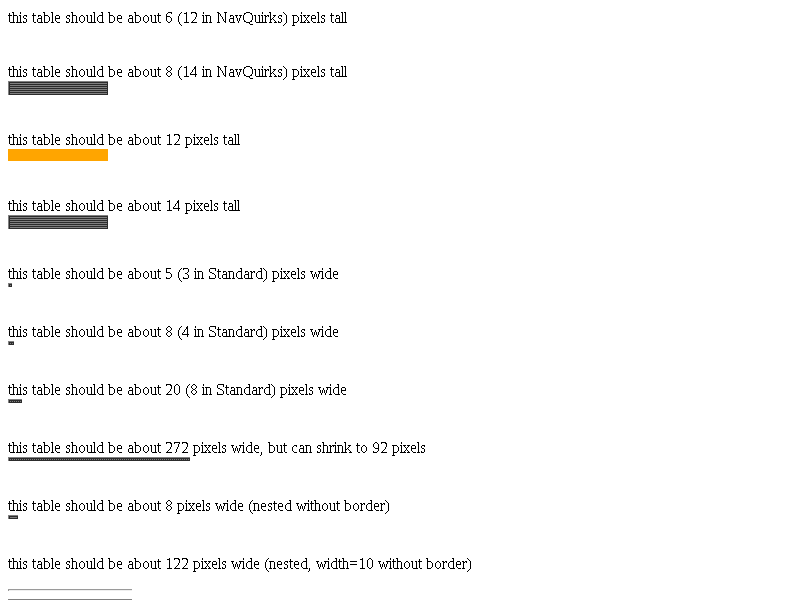 this table should be about 6 (12 in NavQuirks) pixels tall
this table should be about 8 (14 in NavQuirks) pixels tall
this table should be about 12 pixels tall
this table should be about 14 pixels tall
this table should be about 5 (3 in Standard) pixels wide
this table should be about 8 (4 in Standard) pixels wide
this table should be about 20 (8 in Standard) pixels wide
this table should be about 272 pixels wide, but can shrink to 92 pixels
this table should be about 8 pixels wide (nested without border)
this table should be about 122 pixels wide (nested, width=10 without border)